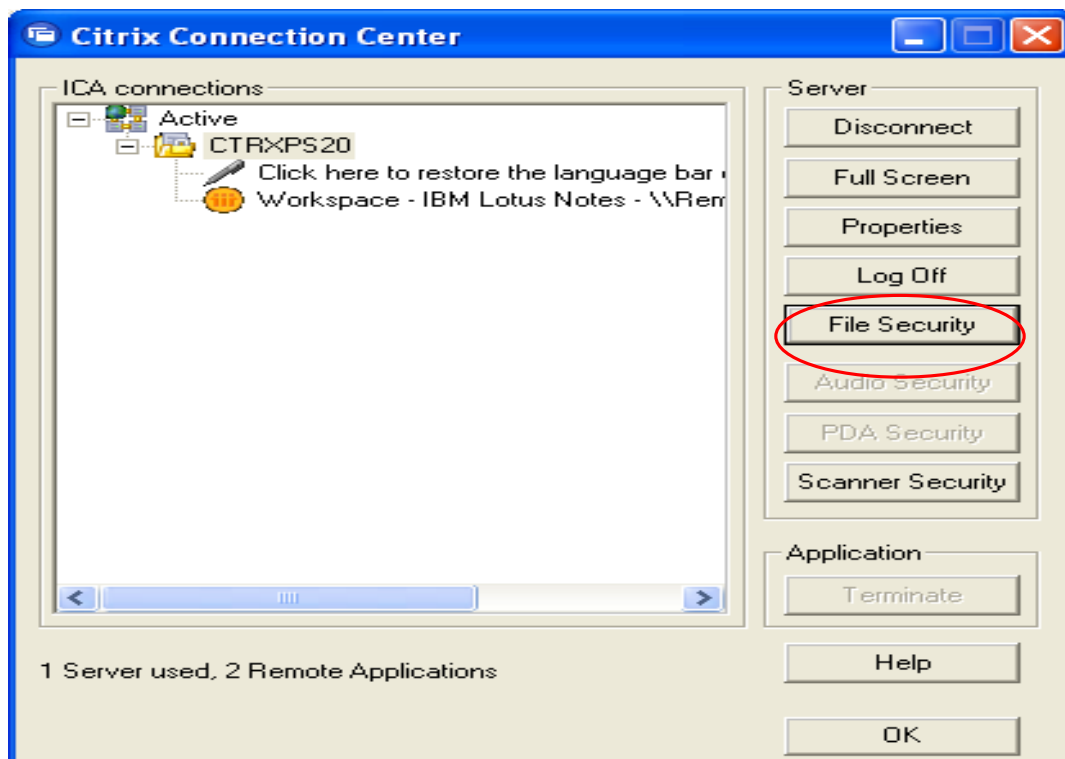 Citrix Connection Center
ICA connections
Active
CTRXPS20
Click here to restore the language bar
Workspace - IBM Lotus Notes - \\Rem
Server
Disconnect
Full Screen
Properties
Log Off
File Security
Audio Security
PDA Security
Scanner Security
Application
Terminate
1 Server used, 2 Remote Applications
Help
OK